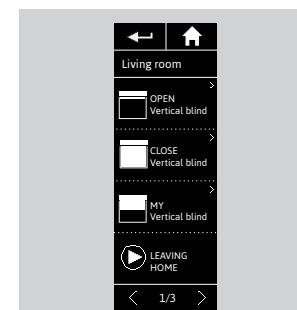 Living room
OPEN
Vertical blind
CLOSE
Vertical blind
MY
Vertical blind
LEAVING
HOME
1/3